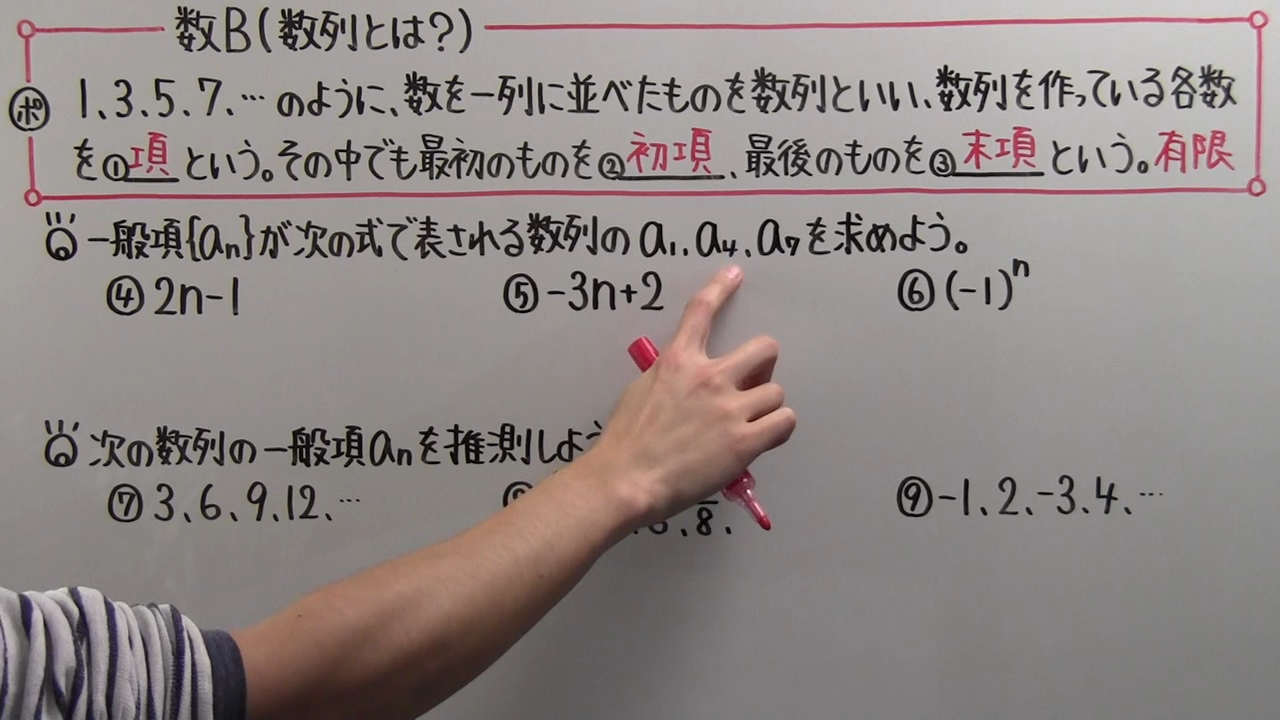 数B(数列とは?)
ポ 1、3、5、7、… のように、数を一列に並べたものを数列といい、数列を作っている各数
を①項という。その中でも最初のものを②初項、最後のものを③末項という。有限
一般項{an}が次の式で表される数列の a1、a4、a7を求めよう。
④ 2n-1 ⑤ -3n+2 ⑥ (-1)^n
次の数列の一般項anを推測しよ
⑦ 3、6、9、12、… 8、 ⑨ -1、2、-3、4、…